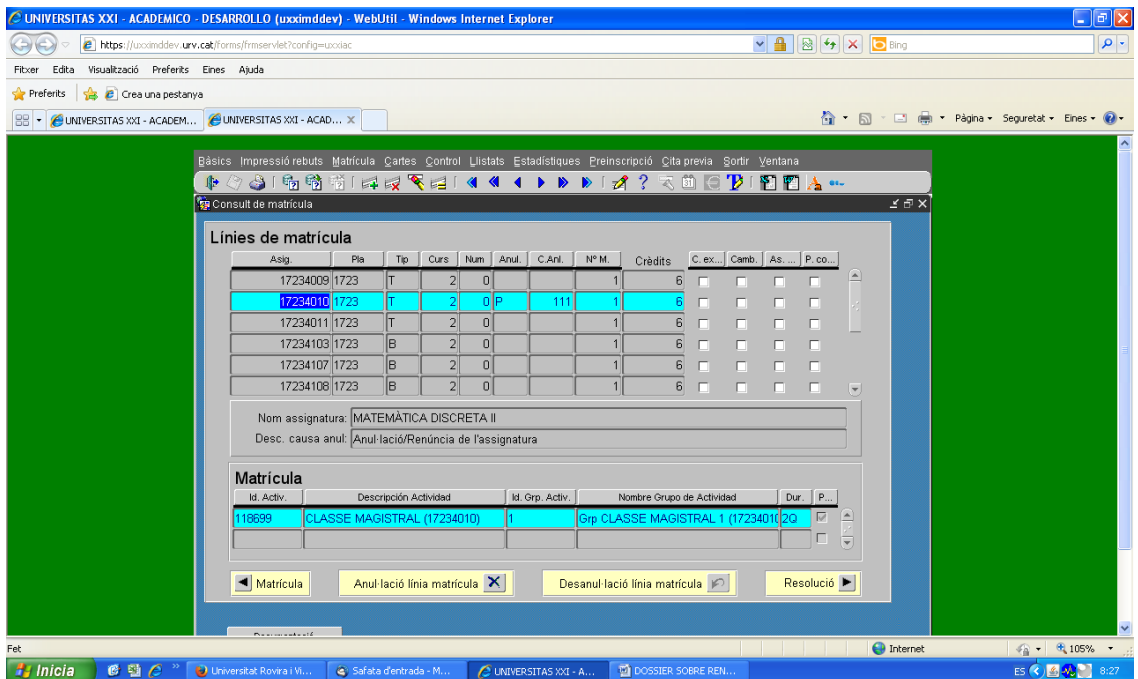 UNIVERSITAS XXI - ACADEMICO - DESARROLLO (uxximddev) - WebUtil - Windows Internet Explorer
https://uxximddev.urv.cat/forms/frmservlet?config=uxxiac
Bing
Fitxer Edita Visualització Preferits Eines Ajuda
Preferits Crea una pestanya
UNIVERSITAS XXI - ACADEM... UNIVERSITAS XXI - ACAD... X Pàgina Seguretat Eines
Bàsics Impressió rebuts Matrícula Cartes Control Llistats Estadístiques Preinscripció Cita previa Sortir Ventana
Consult de matrícula
Línies de matrícula
Asig. Pla Tip Curs Num Anul. C.Anl. Nº M. Crèdits C. ex... Camb. As. ... P. co...
17234009 1723 T 2 0 1 6
17234010 1723 T 2 0 P 111 1 6
17234011 1723 T 2 0 1 6
17234103 1723 B 2 0 1 6
17234107 1723 B 2 0 1 6
17234108 1723 B 2 0 1 6
Nom assignatura: MATEMÀTICA DISCRETA II
Desc. causa anul: Anul·lació/Renúncia de l'assignatura
Matrícula
Id. Activ. Descripción Actividad Id. Grp. Activ. Nombre Grupo de Actividad Dur. P...
118699 CLASSE MAGISTRAL (17234010) 1 Grp CLASSE MAGISTRAL 1 (17234010 2Q
Matrícula Anul·lació línia matrícula Desanul·lació línia matrícula Resolució
Fet Internet 105%
Inicia Universitat Rovira i Vi... Safata d'entrada - M... UNIVERSITAS XXI - A... DOSSIER SOBRE REN... ES 8:27